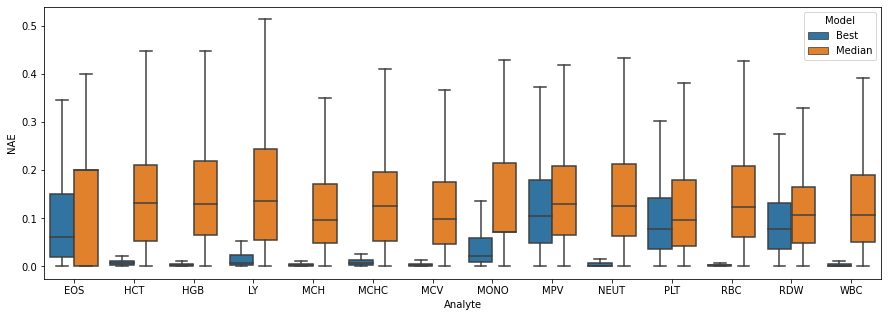 Model
Best
Median
0.5
0.4
0.3
0.2
0.1
0.0
NAE
EOS HCT HGB LY MCH MCHC MCV MONO MPV NEUT PLT RBC RDW WBC
Analyte